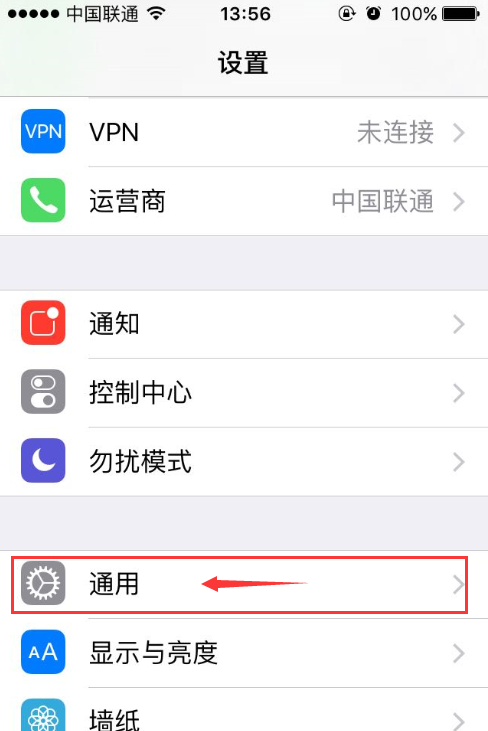 中国联通 13:56 100%
设置
VPN VPN 未连接
运营商 中国联通
通知
控制中心
勿扰模式
通用
AA 显示与亮度
墙纸